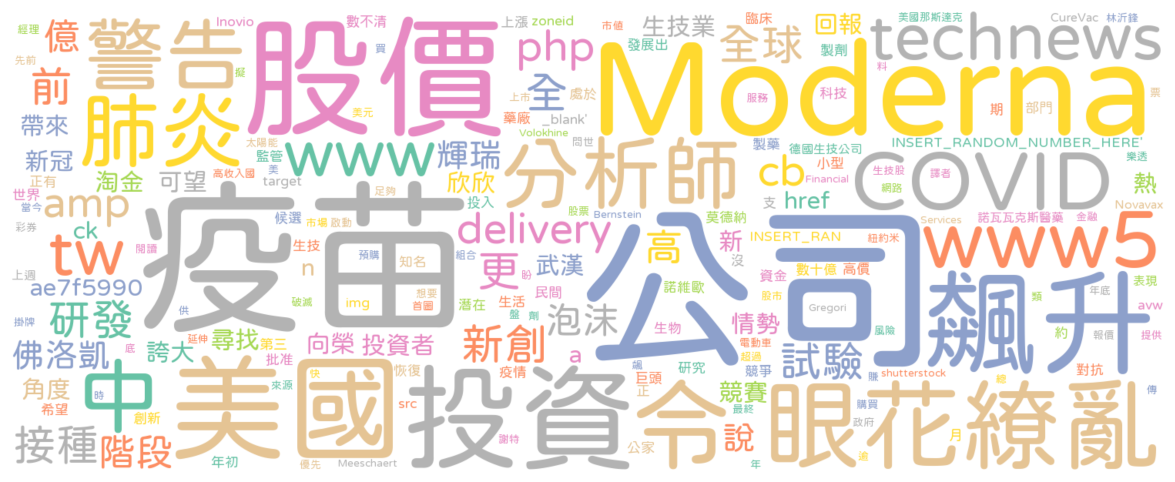 Inovio 數不清 上漲 zoneid 生技業 臨床 回報 美國那斯達克 CureVac 林沂鋒
經理 億 警告 股價 買 php 發展出 全球 市值 製劑 technews
先前 前 擬 上市 全 處於 Moderna 服務 科技 料 期 部門 票
帶來 肺炎 美元 藥廠 _blank' 
太陽能 www 輝瑞 Volokhine 問世 製藥 德國生技公司 INSERT_RANDOM_NUMBER_HERE' 樂透
新冠 監管 美 高收入國 分析師 小型 生技股 譯者
正有 淘金 可望 target 欣欣 cb Financial 網路 COVID 熱
世界 amp 足夠 投入 候選 市場 啟動 股票 Bernstein 莫德納 支 href Novavax
當今 彩券 ck 疫苗 delivery 公司 高 新 INSERT_RAN Services 諾瓦瓦克斯醫藥 金融
閱讀 tw 生技 預購 組合 沒 紐約米 www5
上週 n 知名 更 盼 武漢 數十億 高價 飆升 表現
ae7f5990 破滅 img 想要 首圖 潛在 民間 諾維歐 資金 股市 Gregori 類 年底
掛牌 研發 供 生活 盤 劑 泡沫 生物 情勢 風險 約 報價 avw
延伸 尋找 向榮 投資者 新創 電動車 提供
佛洛凱 底 誇大 第三 批准 恢復 疫情 a 飆 研究 超過 競爭 試驗 對抗
角度 中 來源 快 src 巨頭 正 競賽 賺 shutterstock 總
希望 時 創新 美國 投資 令 最終 購買 眼花繚亂 傳
接種 階段 謝特 公家 說 政府 月
年初 優先 Meeschaert 年 追